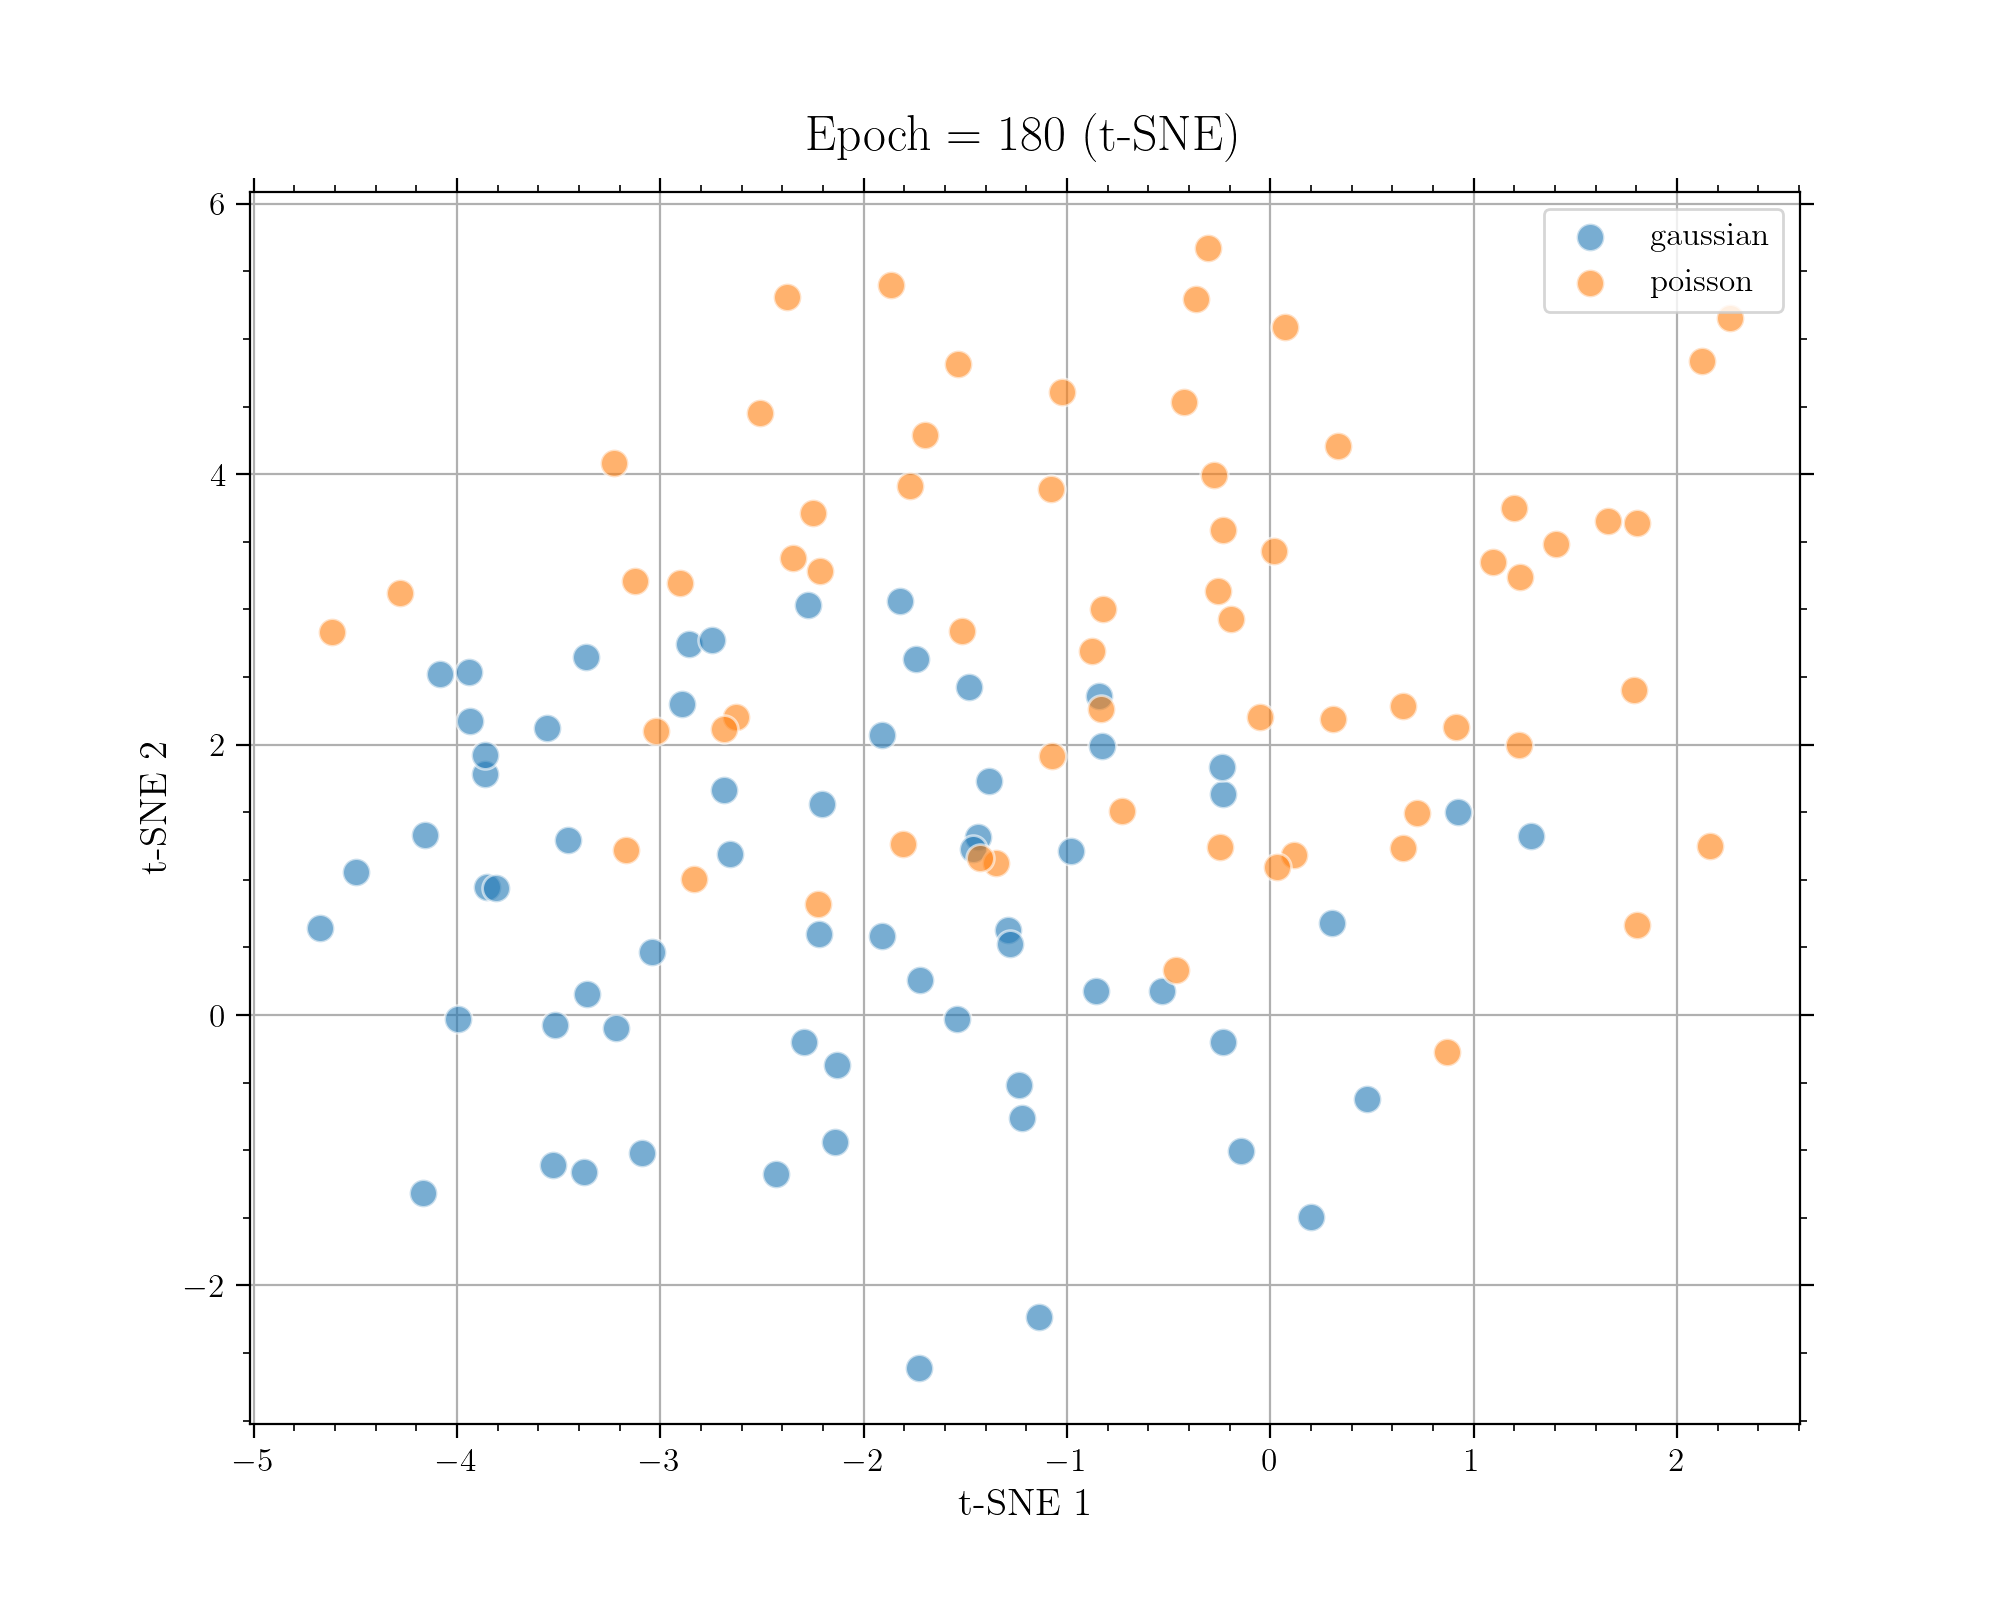 Epoch = 180 (t-SNE)
gaussian
poisson
6
4
2
0
−2
t-SNE 2
−5 −4 −3 −2 −1 0 1 2
t-SNE 1